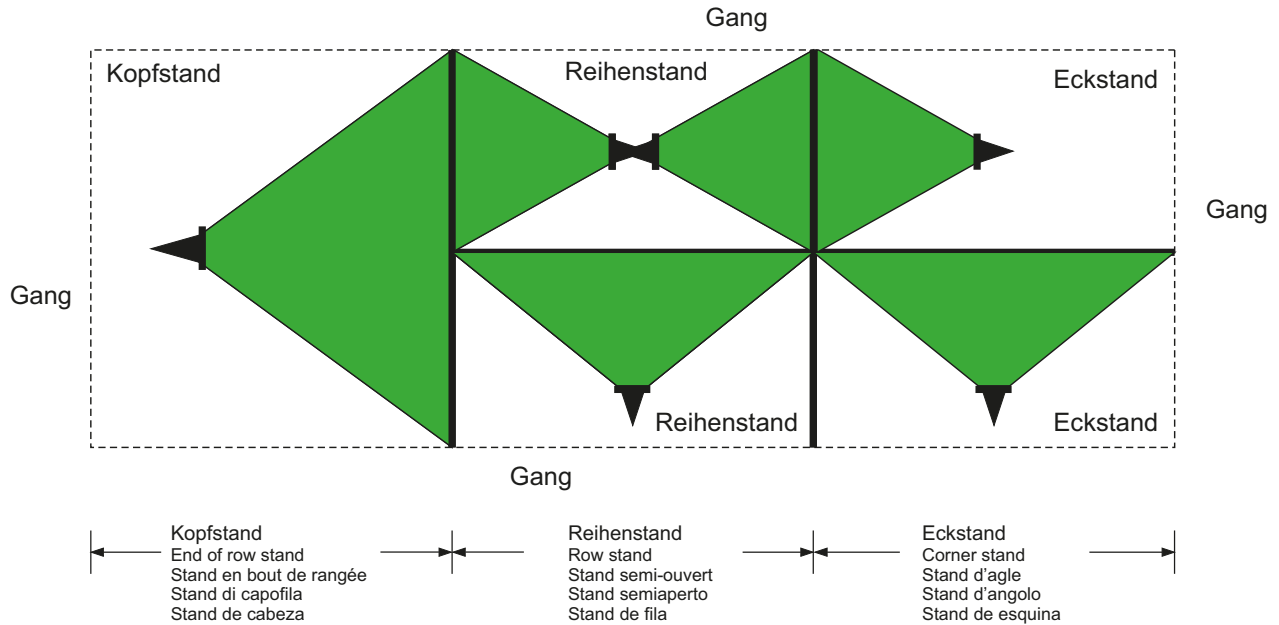 Gang
Kopfstand
Reihenstand
Eckstand
Gang
Gang
Reihenstand
Eckstand
Gang
Kopfstand
End of row stand
Stand en bout de rangée
Stand di capofila
Stand de cabeza
Reihenstand
Row stand
Stand semi-ouvert
Stand semiaperto
Stand de fila
Eckstand
Corner stand
Stand d'agle
Stand d'angolo
Stand de esquina